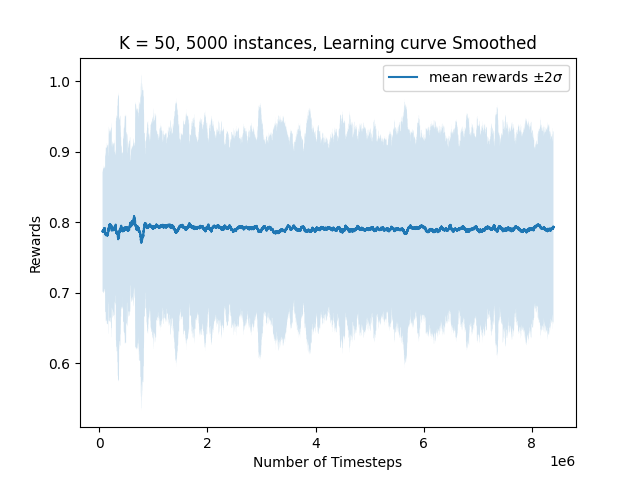 K = 50, 5000 instances, Learning curve Smoothed
mean rewards ±2σ
Rewards
1.0
0.9
0.8
0.7
0.6
0
2
4
6
8
1e6
Number of Timesteps